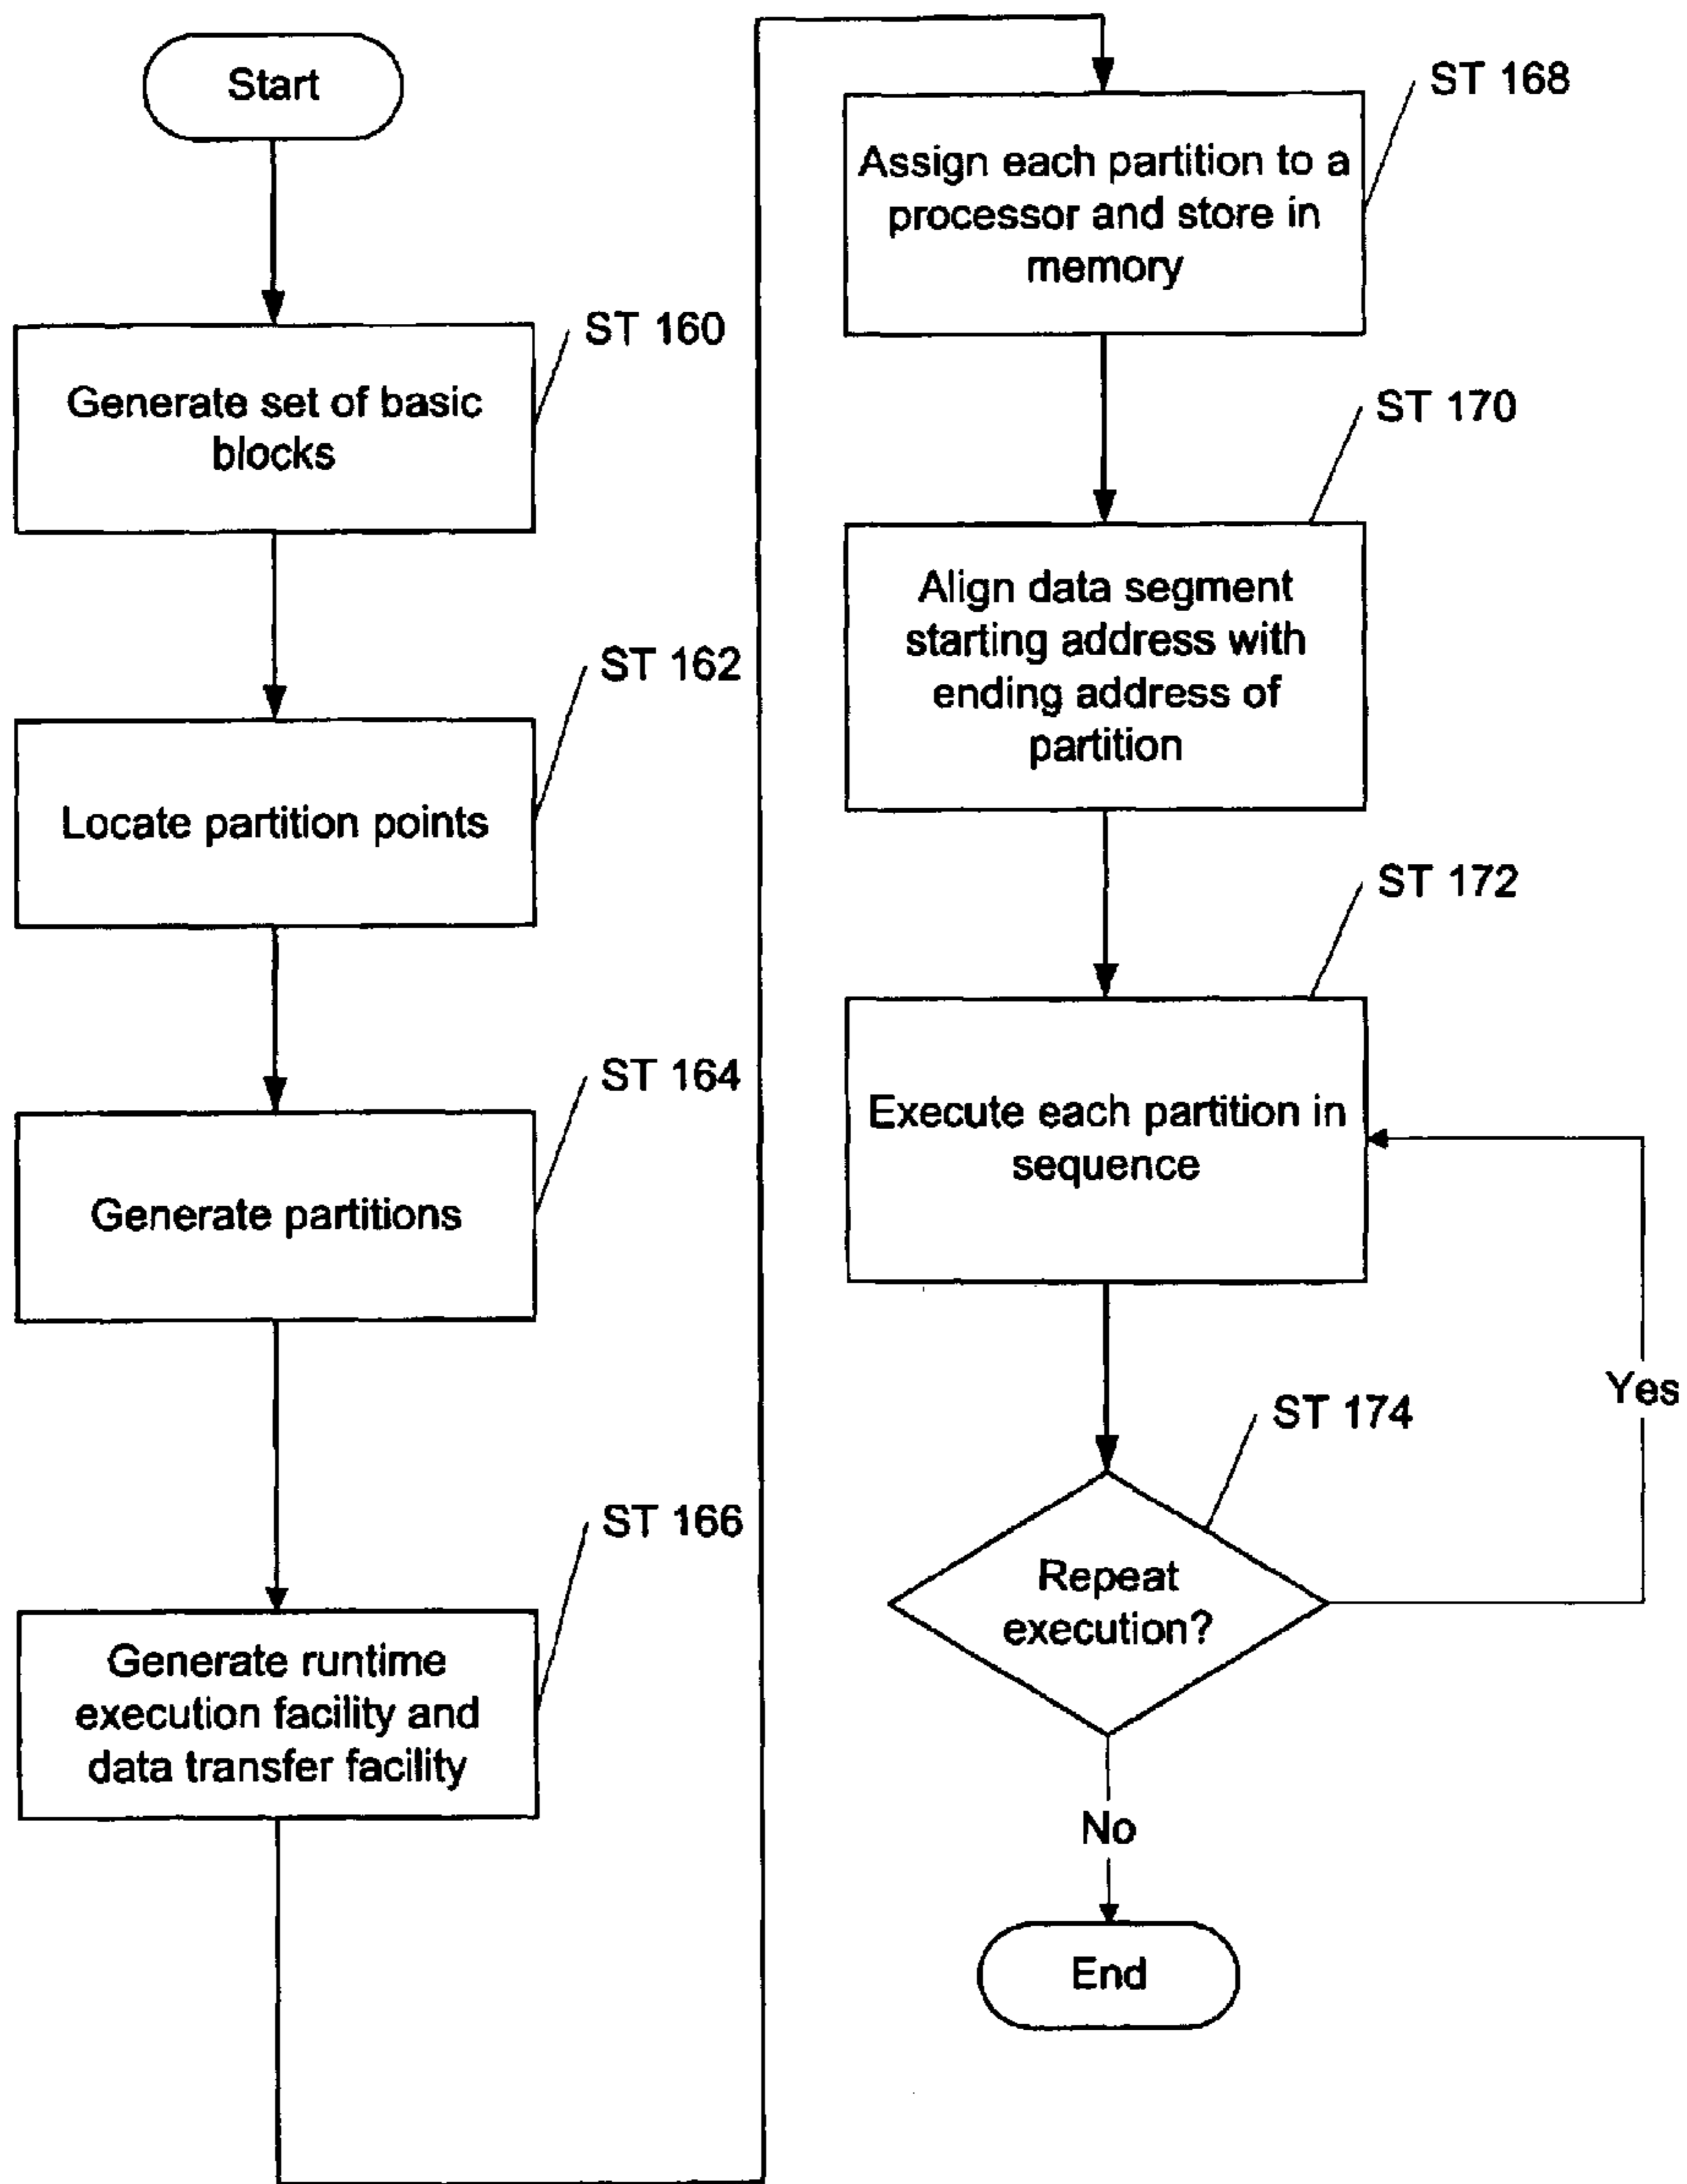 Start
ST 160
Generate set of basic
blocks
ST 162
Locate partition points
ST 164
Generate partitions
ST 166
Generate runtime
execution facility and
data transfer facility
ST 168
Assign each partition to a
processor and store in
memory
ST 170
Align data segment
starting address with
ending address of
partition
ST 172
Execute each partition in
sequence
Yes
ST 174
Repeat
execution?
No
End